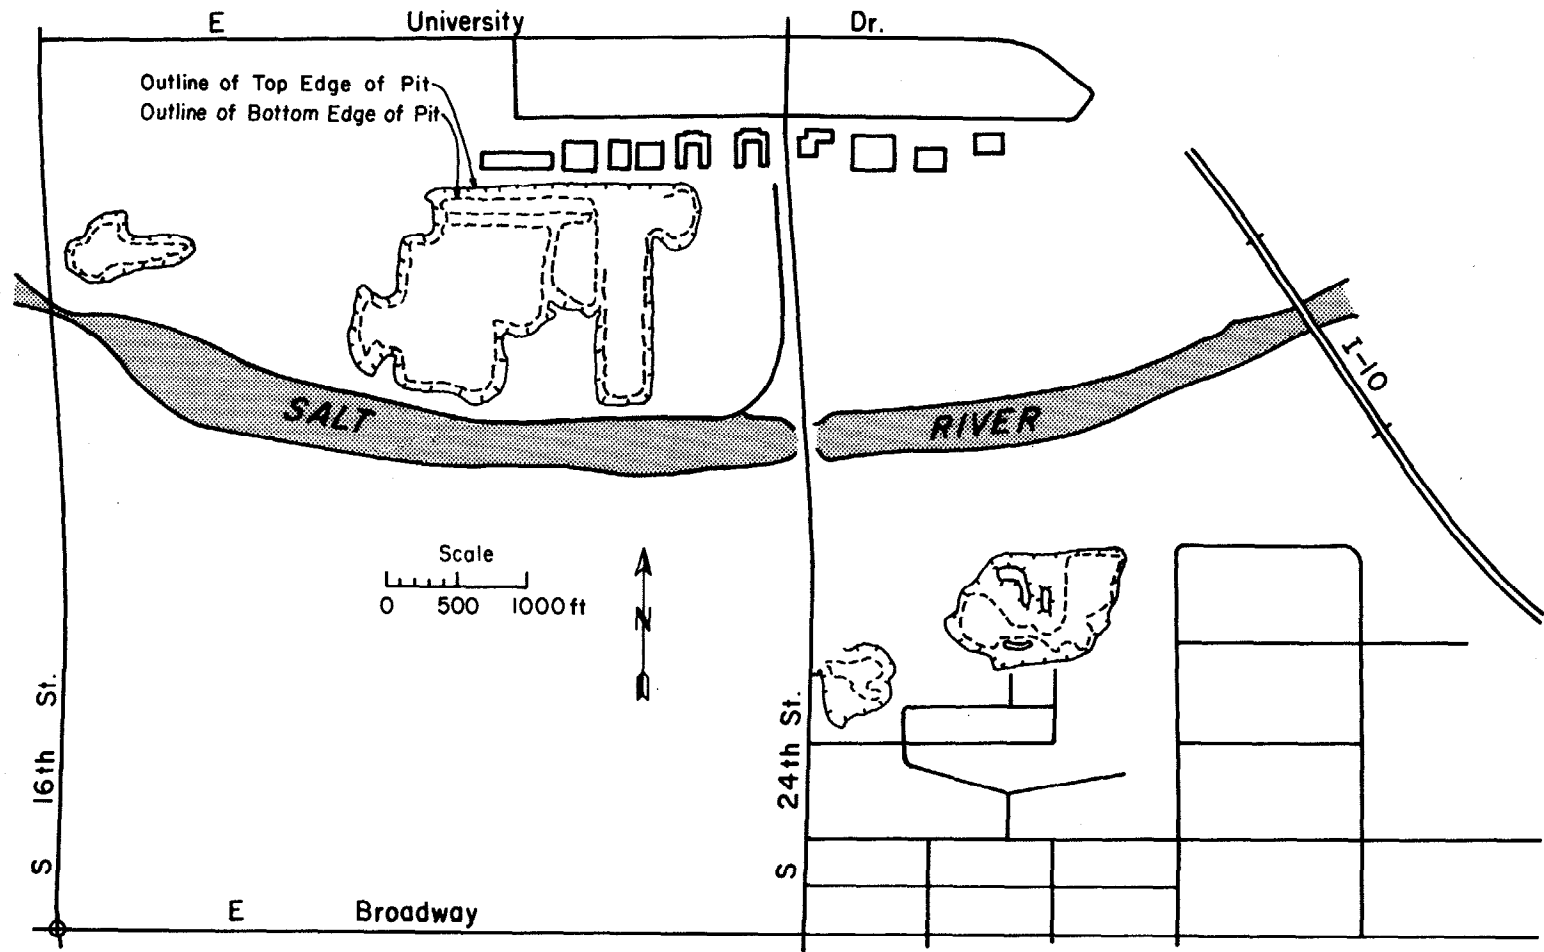 E University Dr.
Outline of Top Edge of Pit
Outline of Bottom Edge of Pit
I-10
SALT RIVER
Scale
0 500 1000 ft
N
S 16th St.
S 24th St.
E Broadway